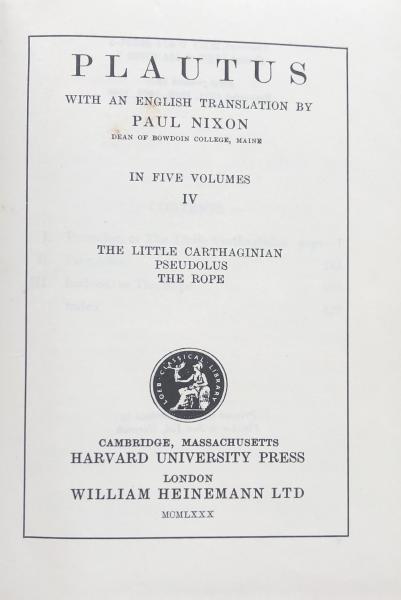 PLAUTUS
WITH AN ENGLISH TRANSLATION BY
PAUL NIXON
DEAN OF BOWDOIN COLLEGE, MAINE
IN FIVE VOLUMES
IV
THE LITTLE CARTHAGINIAN
PSEUDOLUS
THE ROPE
LOEB CLASSICAL LIBRARY
CAMBRIDGE, MASSACHUSETTS
HARVARD UNIVERSITY PRESS
LONDON
WILLIAM HEINEMANN LTD
MCMLXXX